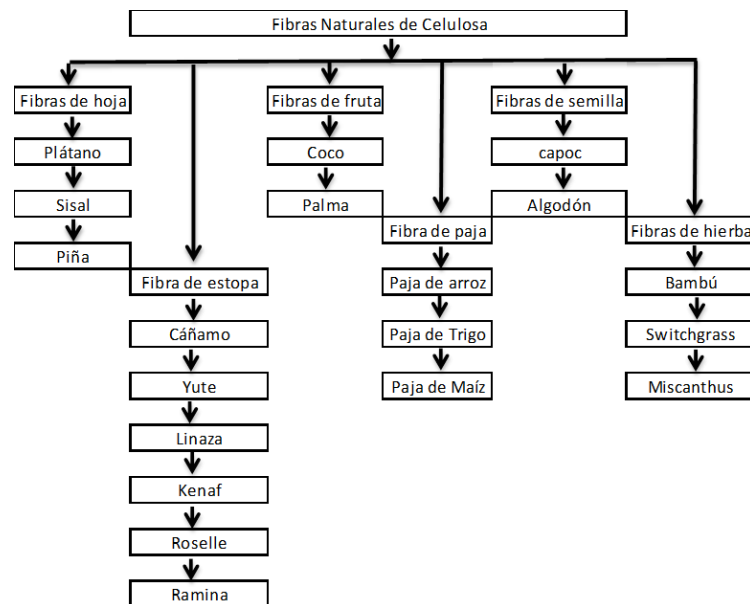 Fibras Naturales de Celulosa
Fibras de hoja
Plátano
Sisal
Piña
Fibra de estopa
Cáñamo
Yute
Linaza
Kenaf
Roselle
Ramina
Fibras de fruta
Coco
Palma
Fibra de paja
Paja de arroz
Paja de Trigo
Paja de Maíz
Fibras de semilla
capoc
Algodón
Fibras de hierba
Bambú
Switchgrass
Miscanthus